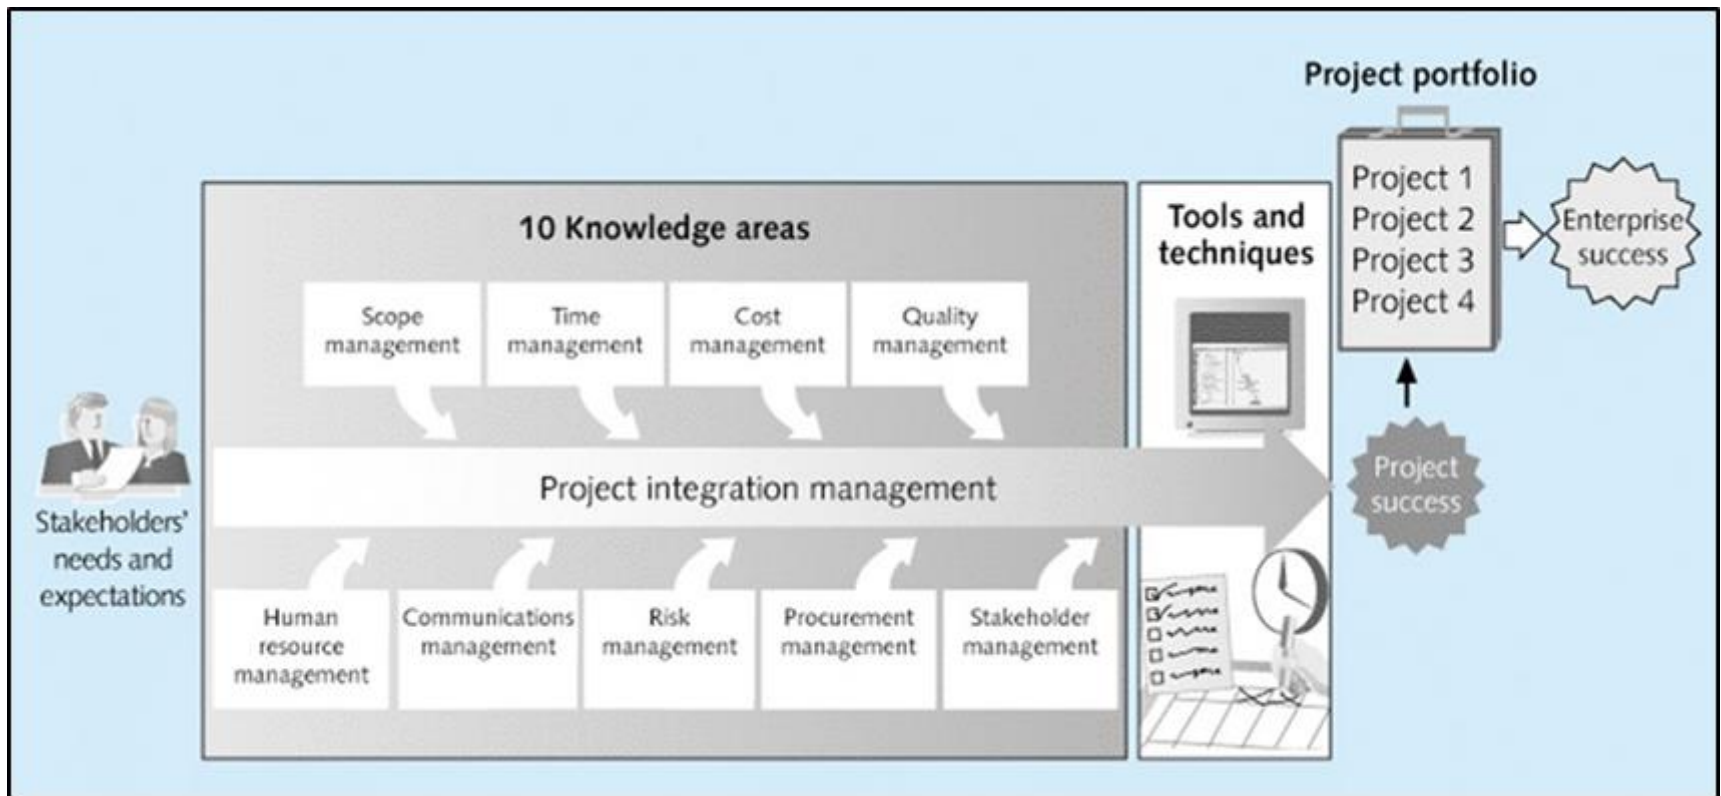 Project portfolio
Project 1
Project 2
Project 3
Project 4
Enterprise
success
10 Knowledge areas
Tools and
techniques
Scope
management
Time
management
Cost
management
Quality
management
Stakeholders'
needs and
expectations
Project integration management
Project
success
Human
resource
management
Communications
management
Risk
management
Procurement
management
Stakeholder
management